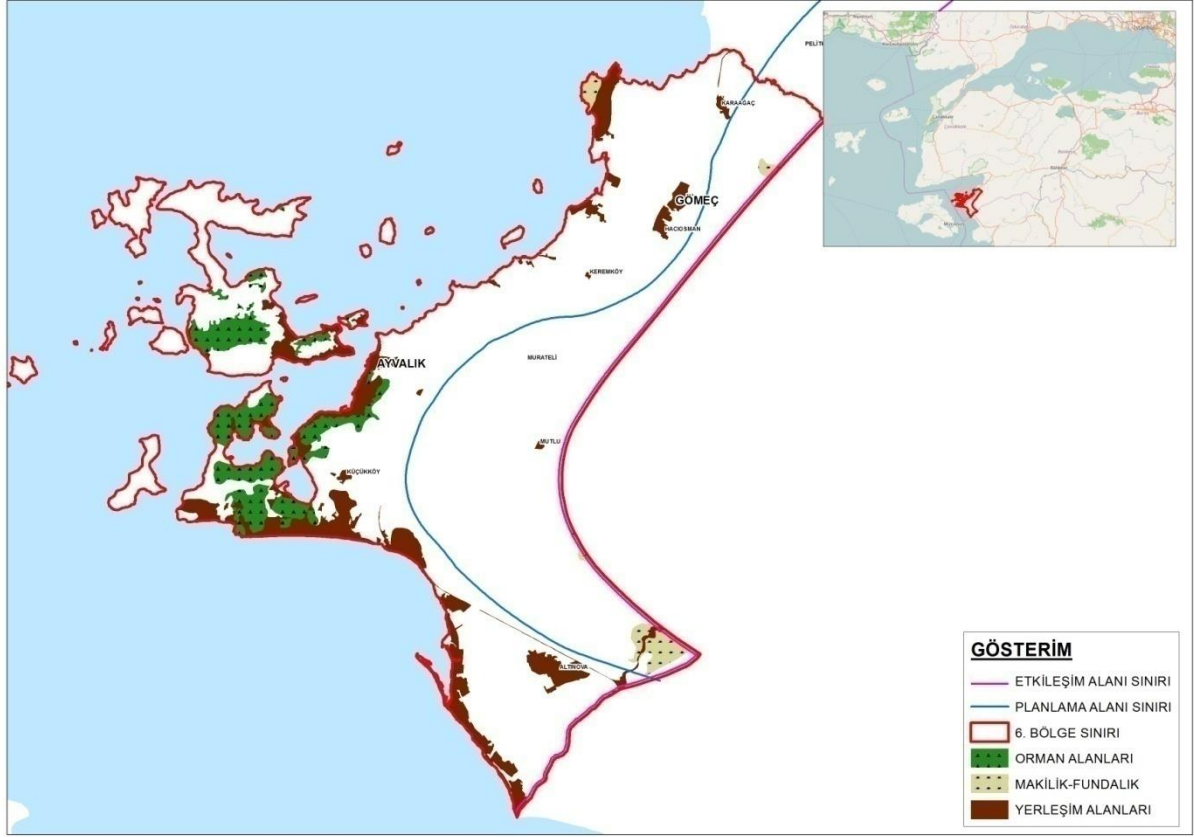 PELİTK
KARAAĞAÇ
GÖMEÇ
HACIOSMAN
KEREMKÖY
MURATELİ
AYVALIK
MUTLU
KÜÇÜKKÖY
ALTINOVA
GÖSTERİM
ETKİLEŞİM ALANI SINIRI
PLANLAMA ALANI SINIRI
6. BÖLGE SINIRI
ORMAN ALANLARI
MAKİLİK-FUNDALIK
YERLEŞİM ALANLARI